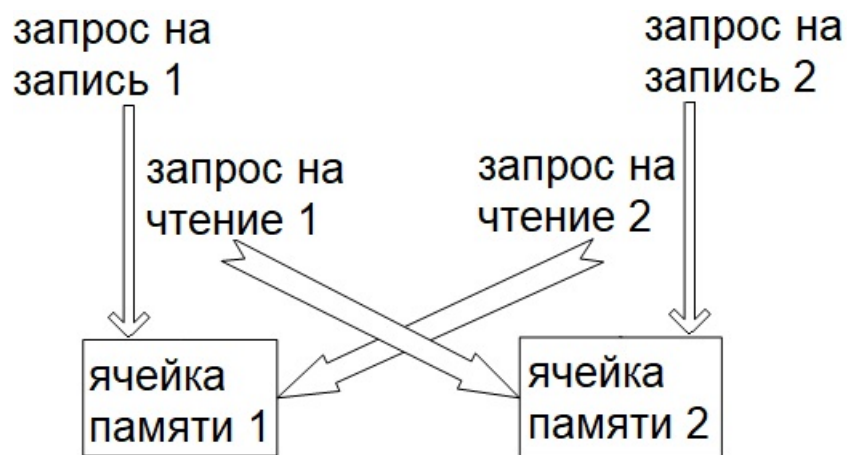 запрос на
запись 1
запрос на
запись 2
запрос на
чтение 1
запрос на
чтение 2
ячейка
памяти 1
ячейка
памяти 2